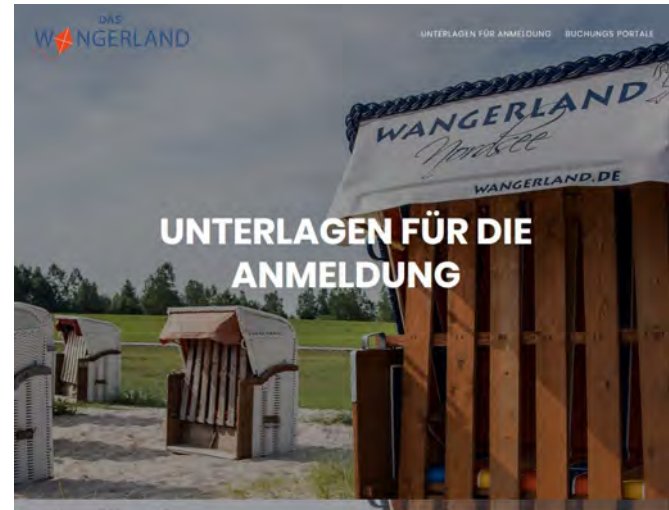 DAS
WANGERLAND
UNTERLAGEN FÜR ANMELDUNG BUCHUNGS PORTALE
WANGERLAND
Nordsee
WANGERLAND.DE
UNTERLAGEN FÜR DIE
ANMELDUNG